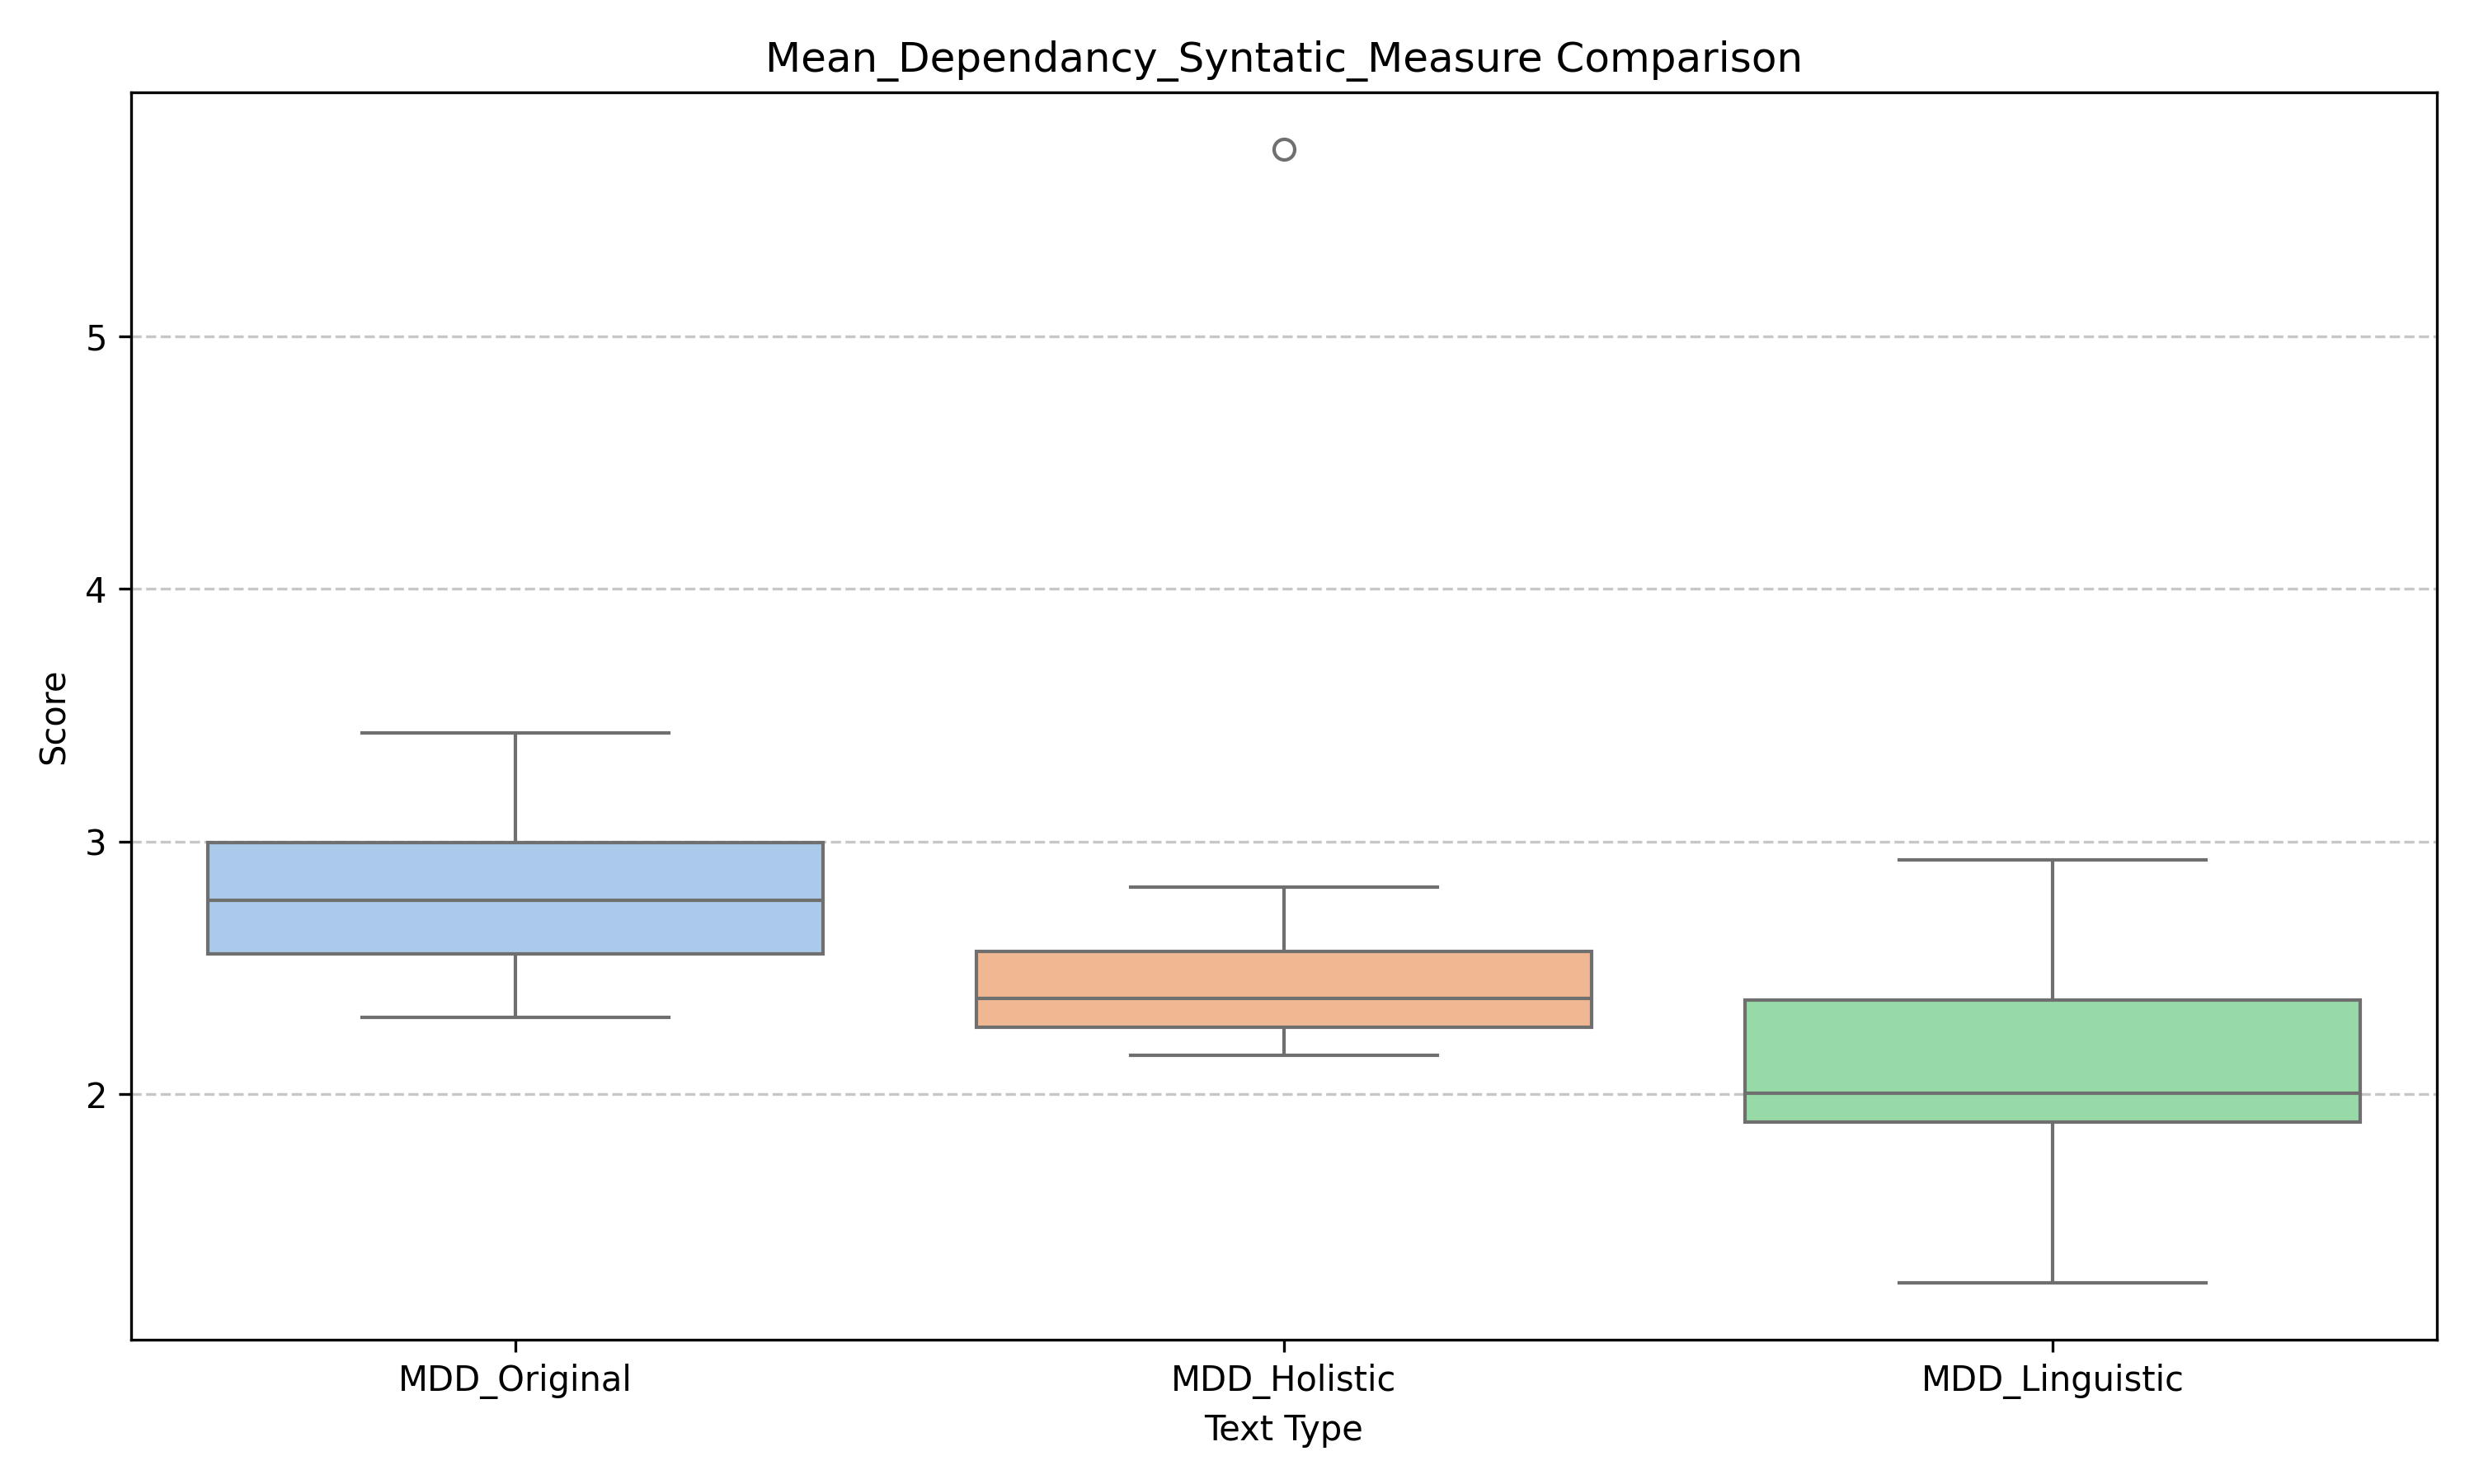 Mean_Dependancy_Syntatic_Measure Comparison
5
4
3
2
Score
MDD_Original
MDD_Holistic
MDD_Linguistic
Text Type